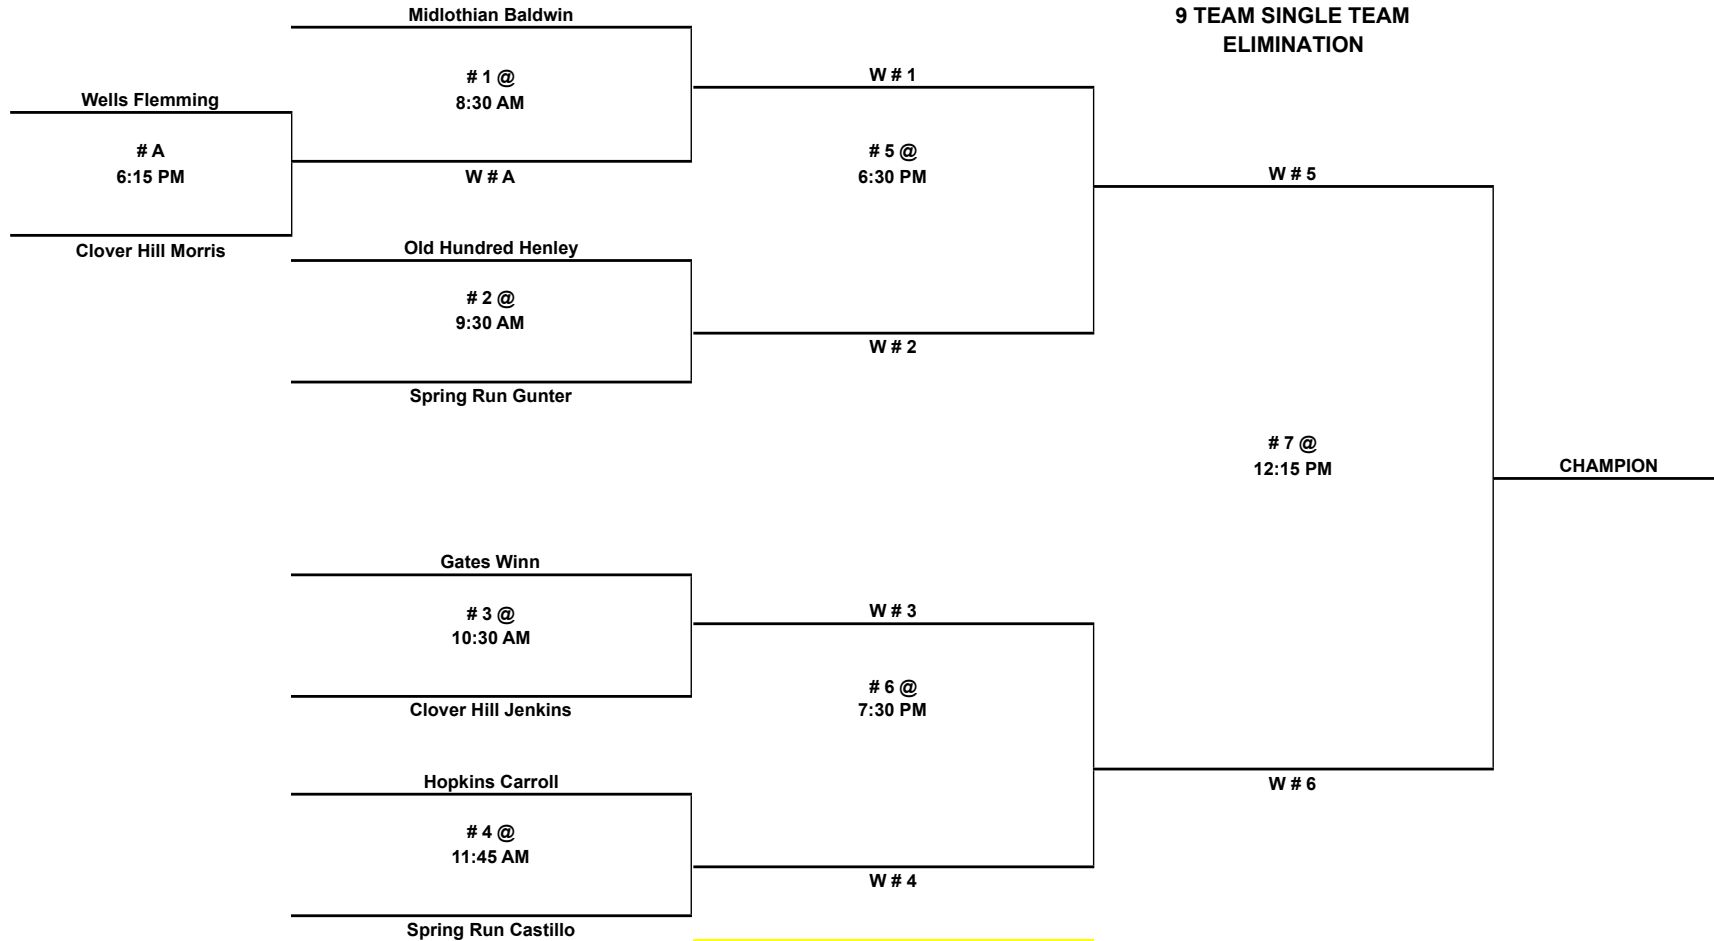 Midlothian Baldwin
9 TEAM SINGLE TEAM
ELIMINATION
# 1 @
8:30 AM
W # 1
Wells Flemming
# A
6:15 PM
W # A
# 5 @
6:30 PM
W # 5
Clover Hill Morris
Old Hundred Henley
# 2 @
9:30 AM
W # 2
Spring Run Gunter
# 7 @
12:15 PM
CHAMPION
Gates Winn
# 3 @
10:30 AM
W # 3
Clover Hill Jenkins
# 6 @
7:30 PM
Hopkins Carroll
W # 6
# 4 @
11:45 AM
W # 4
Spring Run Castillo